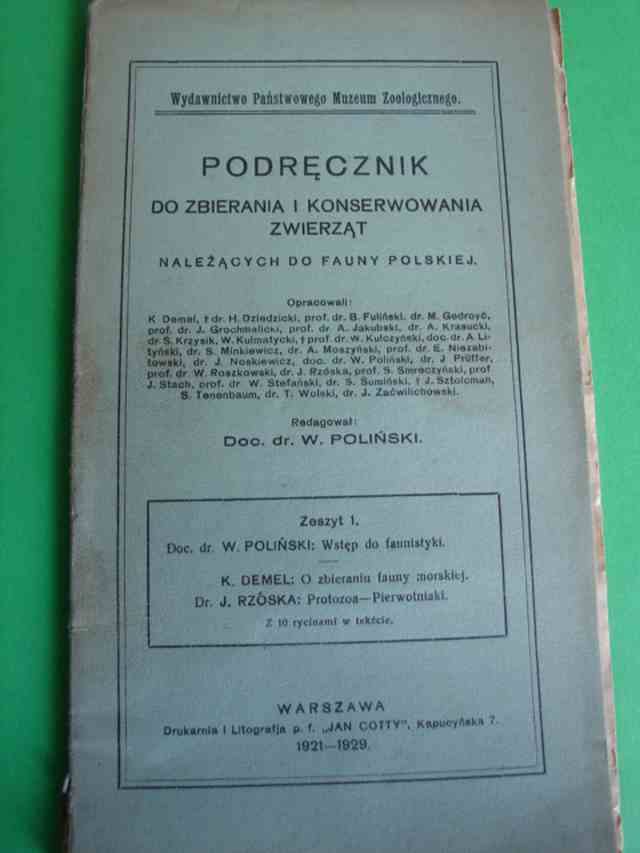 Wydawnictwo Państwowego Muzeum Zoologicznego.
PODRĘCZNIK
DO ZBIERANIA I KONSERWOWANIA
ZWIERZĄT
NALEŻĄCYCH DO FAUNY POLSKIEJ.
Opracowali:
K. Demel, † dr. H. Dziedzicki, prof. dr. B. Fuliński. dr. M. Gedroyć,
prof. dr. J. Grochmalicki, prof. dr. A. Jakubski, dr. A. Krasucki,
dr. S. Krzysik, W. Kulmatycki, † prof. dr. W. Kulczyński, doc. dr. A. Li-
tyński, dr. S. Minkiewicz, dr. A. Moszyński, prof. dr. E. Niezabi-
towski, dr. J. Noskiewicz, doc. dr. W. Poliński, dr. J. Prüffer,
prof. dr. W. Roszkowski, dr. J. Rzóska, prof. S. Smreczyński, prof
J. Stach, prof. dr. W. Stefański, dr. S. Sumiński. † J. Sztolcman,
S. Tenenbaum, dr. T. Wolski, dr. J. Zaćwilichowski.
Redagował:
Doc. dr. W. POLIŃSKI.
Zeszyt 1.
Doc. dr. W. POLIŃSKI: Wstęp do faunistyki.
K. DEMEL: O zbieraniu fauny morskiej.
Dr. J. RZÓSKA: Protozoa—Pierwotniaki.
Z 10 rycinami w tekście.
WARSZAWA
Drukarnia i Litografja p. f. „JAN COTTY", Kapucyńska 7.
1921—1929.